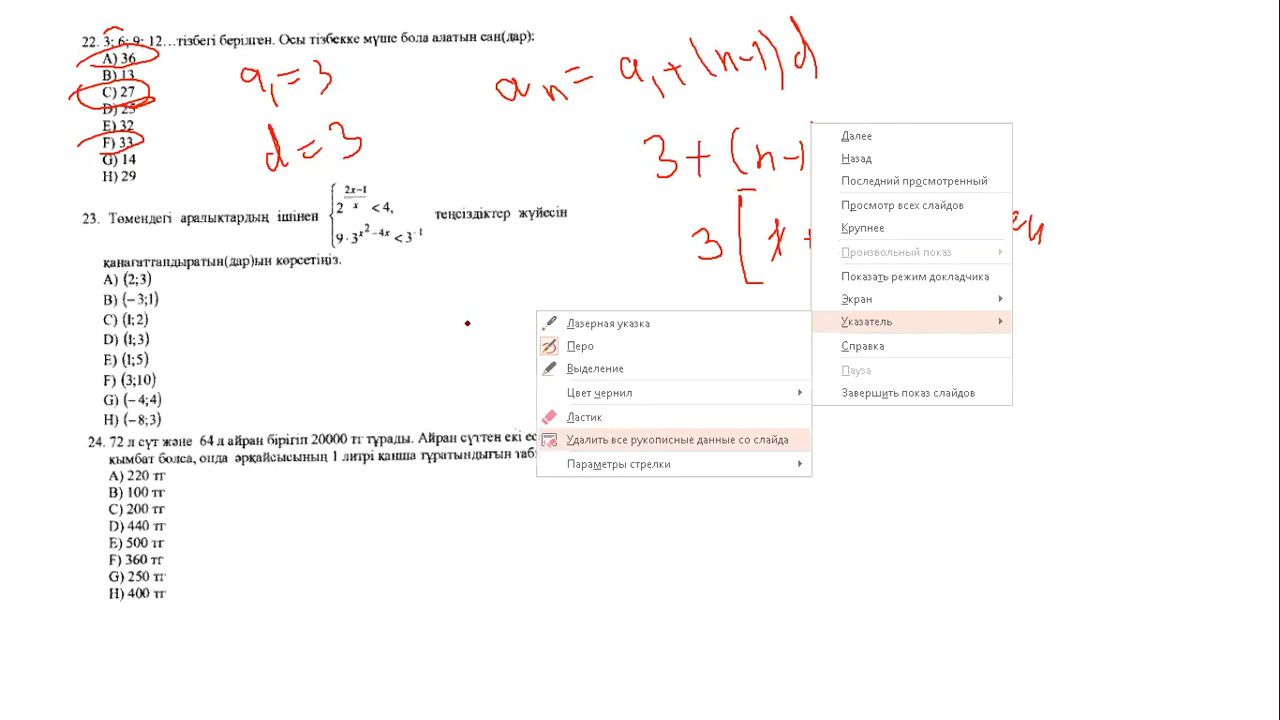 22. 3; 6; 9; 12…тізбегі берілген. Осы тізбекке мүше бола алатын сан(дар):
A) 36
B) 13
C) 27
D) 25
E) 32
F) 33
G) 14
H) 29
a₁ = 3
d = 3
aₙ = a₁ + (n-1) d
3 + (n-1
3 [
23. Төмендегі аралықтардың ішінен { 2^((2x-1)/x) < 4, 9·3^(x²-4x) < 3⁻¹ теңсіздіктер жүйесін
қанағаттандыратын(дар)ын көрсетіңіз.
A) (2;3)
B) (−3;1)
C) (1;2)
D) (1;3)
E) (1;5)
F) (3;10)
G) (−4;4)
H) (−8;3)
24. 72 л сүт және 64 л айран бірігіп 20000 тг тұрады. Айран сүттен екі ес
қымбат болса, онда әрқайсысының 1 литрі қанша тұратындығын таб
A) 220 тг
B) 100 тг
C) 200 тг
D) 440 тг
E) 500 тг
F) 360 тг
G) 250 тг
H) 400 тг
Далее
Назад
Последний просмотренный
Просмотр всех слайдов
Крупнее
Произвольный показ
Показать режим докладчика
Экран
Указатель
Справка
Пауза
Завершить показ слайдов
Лазерная указка
Перо
Выделение
Цвет чернил
Ластик
Удалить все рукописные данные со слайда
Параметры стрелки